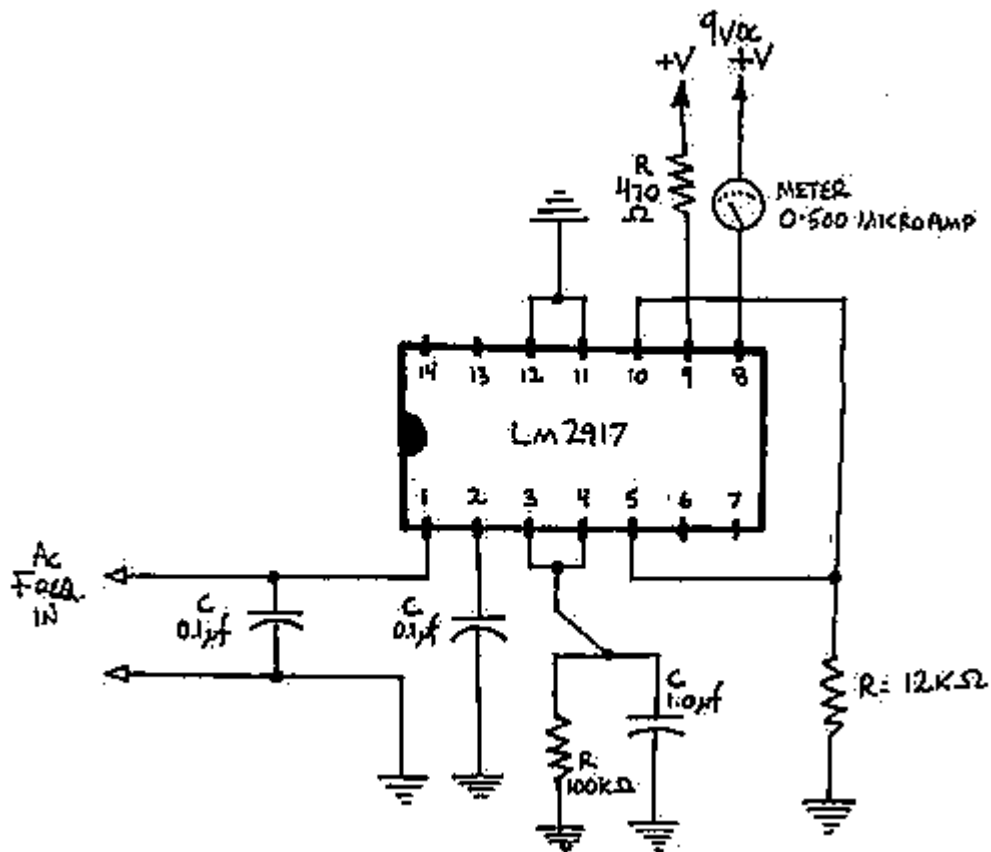 9VDC
+V
+V
R
470
Ω
METER
0-500 MICROAMP
14 13 12 11 10 9 8
LM2917
1 2 3 4 5 6 7
AC
FREQ
IN
C
0.1µf
C
0.1µf
C
1.0µf
R
100KΩ
R= 12KΩ